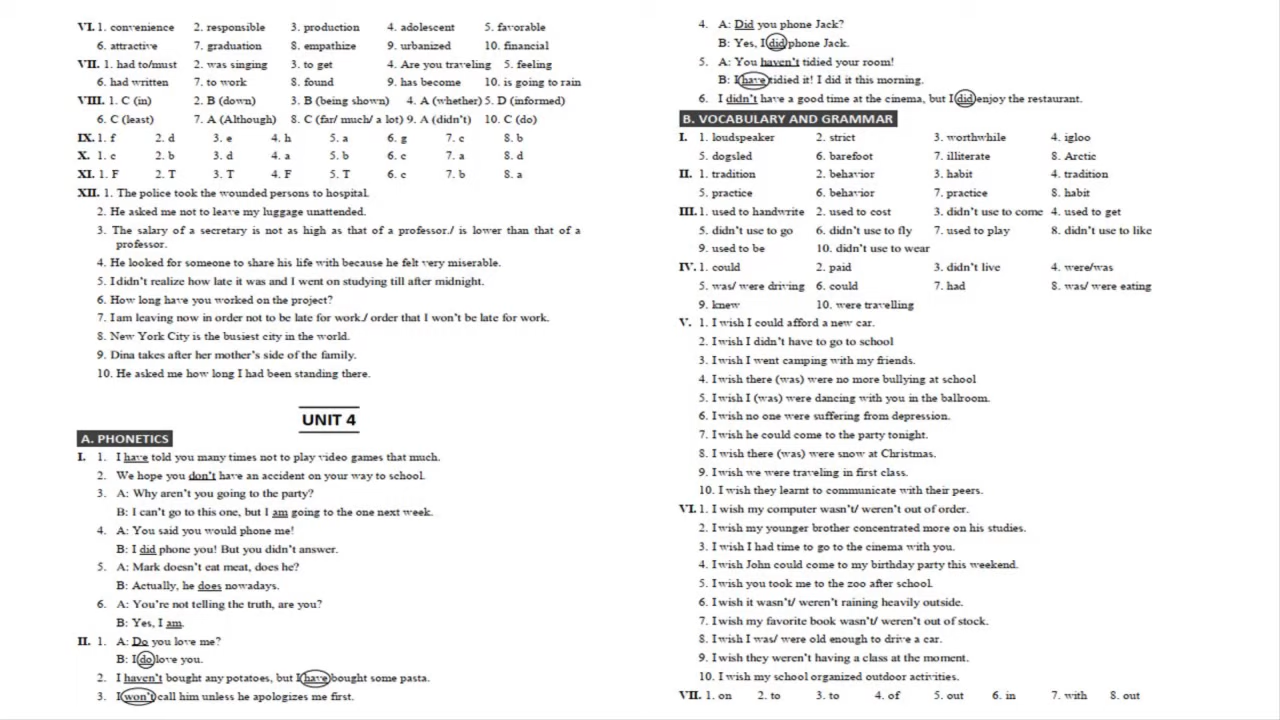 VI. 1. convenience 2. responsible 3. production 4. adolescent 5. favorable
6. attractive 7. graduation 8. empathize 9. urbanized 10. financial
VII. 1. had to/must 2. was singing 3. to get 4. Are you traveling 5. feeling
6. had written 7. to work 8. found 9. has become 10. is going to rain
VIII. 1. C (in) 2. B (down) 3. B (being shown) 4. A (whether) 5. D (informed)
6. C (least) 7. A (Although) 8. C (far/ much/ a lot) 9. A (didn't) 10. C (do)
IX. 1. f 2. d 3. e 4. h 5. a 6. g 7. c 8. b
X. 1. c 2. b 3. d 4. a 5. b 6. c 7. a 8. d
XI. 1. F 2. T 3. T 4. F 5. T 6. c 7. b 8. a
XII. 1. The police took the wounded persons to hospital.
2. He asked me not to leave my luggage unattended.
3. The salary of a secretary is not as high as that of a professor./ is lower than that of a
professor.
4. He looked for someone to share his life with because he felt very miserable.
5. I didn't realize how late it was and I went on studying till after midnight.
6. How long have you worked on the project?
7. I am leaving now in order not to be late for work./ order that I won't be late for work.
8. New York City is the busiest city in the world.
9. Dina takes after her mother's side of the family.
10. He asked me how long I had been standing there.
UNIT 4
A. PHONETICS
I. 1. I have told you many times not to play video games that much.
2. We hope you don't have an accident on your way to school.
3. A: Why aren't you going to the party?
B: I can't go to this one, but I am going to the one next week.
4. A: You said you would phone me!
B: I did phone you! But you didn't answer.
5. A: Mark doesn't eat meat, does he?
B: Actually, he does nowadays.
6. A: You're not telling the truth, are you?
B: Yes, I am.
II. 1. A: Do you love me?
B: I do love you.
2. I haven't bought any potatoes, but I have bought some pasta.
3. I won't call him unless he apologizes me first.
4. A: Did you phone Jack?
B: Yes, I did phone Jack.
5. A: You haven't tidied your room!
B: I have tidied it! I did it this morning.
6. I didn't have a good time at the cinema, but I did enjoy the restaurant.
B. VOCABULARY AND GRAMMAR
I. 1. loudspeaker 2. strict 3. worthwhile 4. igloo
5. dogsled 6. barefoot 7. illiterate 8. Arctic
II. 1. tradition 2. behavior 3. habit 4. tradition
5. practice 6. behavior 7. practice 8. habit
III. 1. used to handwrite 2. used to cost 3. didn't use to come 4. used to get
5. didn't use to go 6. didn't use to fly 7. used to play 8. didn't use to like
9. used to be 10. didn't use to wear
IV. 1. could 2. paid 3. didn't live 4. were/was
5. was/ were driving 6. could 7. had 8. was/ were eating
9. knew 10. were travelling
V. 1. I wish I could afford a new car.
2. I wish I didn't have to go to school
3. I wish I went camping with my friends.
4. I wish there (was) were no more bullying at school
5. I wish I (was) were dancing with you in the ballroom.
6. I wish no one were suffering from depression.
7. I wish he could come to the party tonight.
8. I wish there (was) were snow at Christmas.
9. I wish we were traveling in first class.
10. I wish they learnt to communicate with their peers.
VI. 1. I wish my computer wasn't/ weren't out of order.
2. I wish my younger brother concentrated more on his studies.
3. I wish I had time to go to the cinema with you.
4. I wish John could come to my birthday party this weekend.
5. I wish you took me to the zoo after school.
6. I wish it wasn't/ weren't raining heavily outside.
7. I wish my favorite book wasn't/ weren't out of stock.
8. I wish I was/ were old enough to drive a car.
9. I wish they weren't having a class at the moment.
10. I wish my school organized outdoor activities.
VII. 1. on 2. to 3. to 4. of 5. out 6. in 7. with 8. out